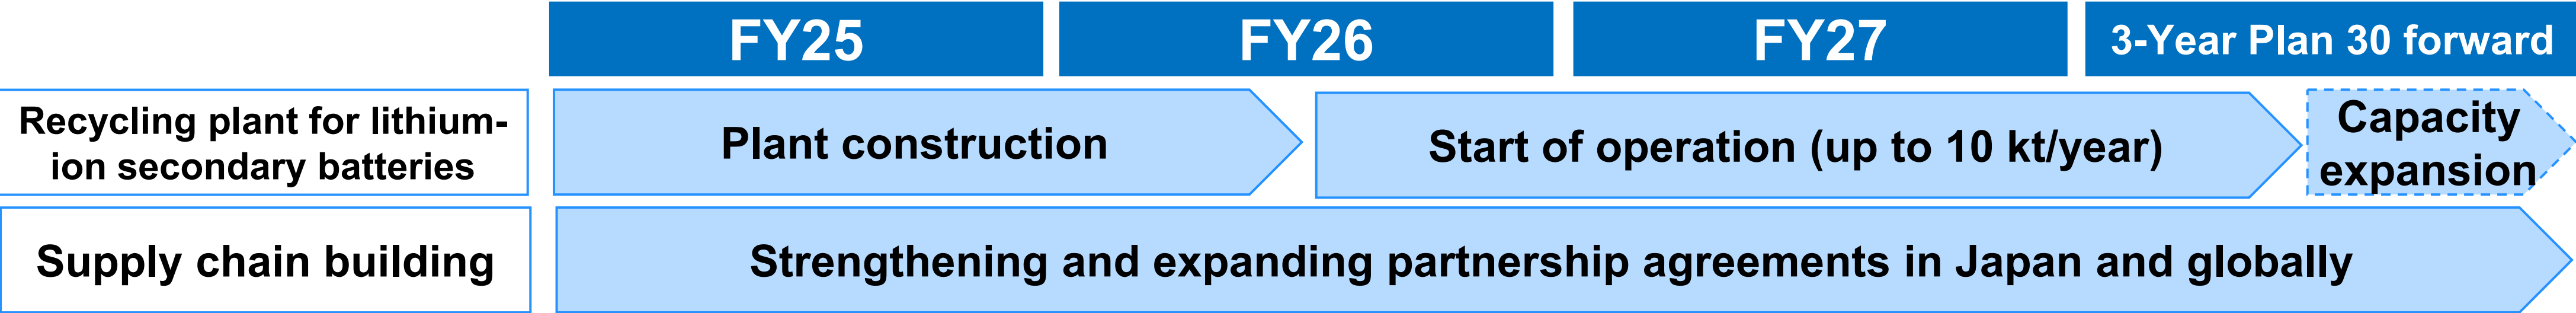 FY25
FY26
FY27
3-Year Plan 30 forward
Recycling plant for lithium-
ion secondary batteries
Plant construction
Start of operation (up to 10 kt/year)
Capacity
expansion
Supply chain building
Strengthening and expanding partnership agreements in Japan and globally